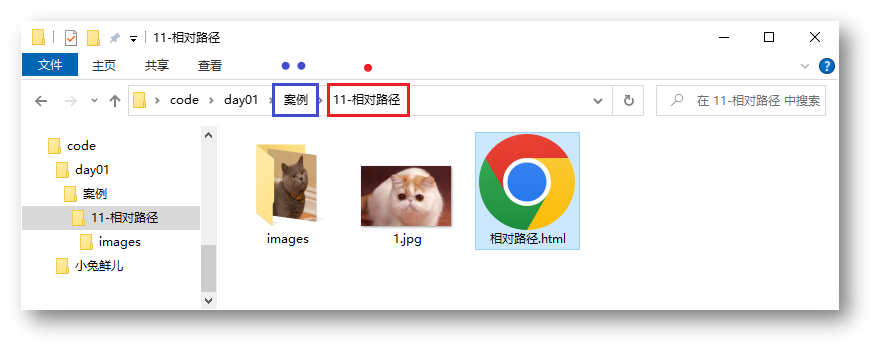 11-相对路径
文件 主页 共享 查看
code day01 案例 11-相对路径
在 11-相对路径 中搜索
code
day01
案例
11-相对路径
images
小兔鲜儿
images
1.jpg
相对路径.html